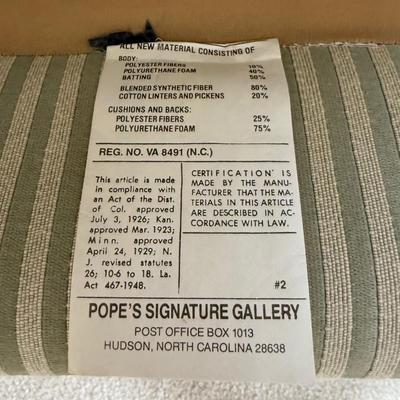 ALL NEW MATERIAL CONSISTING OF
BODY:
POLYESTER FIBERS 10%
POLYURETHANE FOAM 40%
BATTING 50%
BLENDED SYNTHETIC FIBER 80%
COTTON LINTERS AND PICKENS 20%
CUSHIONS AND BACKS:
POLYESTER FIBERS 25%
POLYURETHANE FOAM 75%
REG. NO. VA 8491 (N.C.)
This article is made
in compliance with
an Act of the Dist.
of Col. approved
July 3, 1926; Kan.
approved Mar. 1923;
Minn. approved
April 24, 1929; N.
J. revised statutes
26; 10-6 to 18. La.
Act 467-1948.
CERTIFICATION IS
MADE BY THE MANU-
FACTURER THAT THE MA-
TERIALS IN THIS ARTICLE
ARE DESCRIBED IN AC-
CORDANCE WITH LAW.
#2
POPE'S SIGNATURE GALLERY
POST OFFICE BOX 1013
HUDSON, NORTH CAROLINA 28638